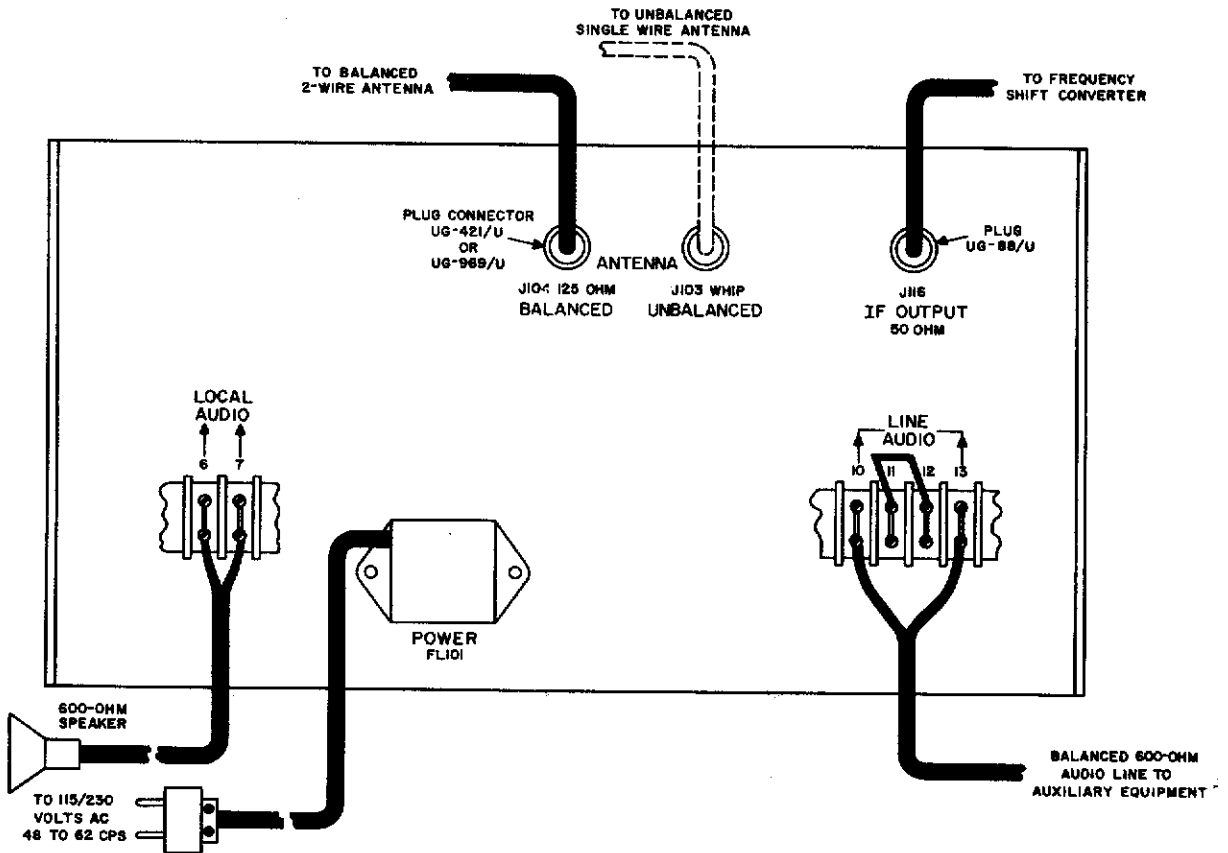 TO UNBALANCED
SINGLE WIRE ANTENNA
TO BALANCED
2-WIRE ANTENNA
TO FREQUENCY
SHIFT CONVERTER
PLUG CONNECTOR
UG-421/U
OR
UG-969/U
ANTENNA
PLUG
UG-88/U
J104 125 OHM
BALANCED
J103 WHIP
UNBALANCED
J116
IF OUTPUT
50 OHM
LOCAL
AUDIO
6 7
LINE
AUDIO
10 11 12 13
POWER
FL101
600-OHM
SPEAKER
TO 115/230
VOLTS AC
48 TO 62 CPS
BALANCED 600-OHM
AUDIO LINE TO
AUXILIARY EQUIPMENT